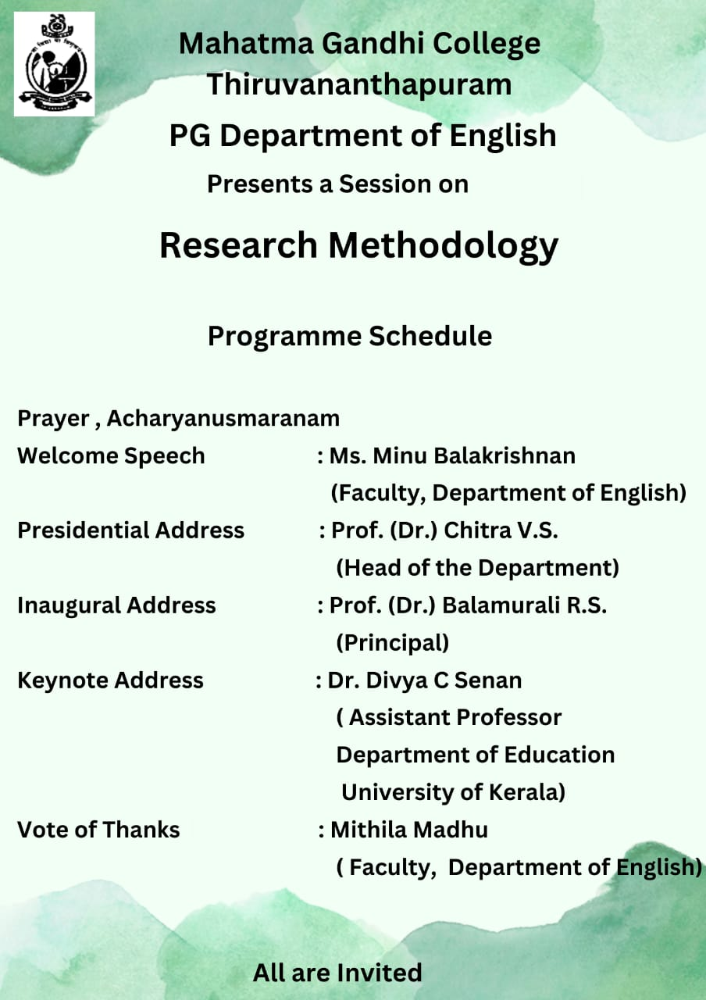 Mahatma Gandhi College
Thiruvananthapuram
PG Department of English
Presents a Session on
Research Methodology
Programme Schedule
Prayer , Acharyanusmaranam
Welcome Speech : Ms. Minu Balakrishnan
(Faculty, Department of English)
Presidential Address : Prof. (Dr.) Chitra V.S.
(Head of the Department)
Inaugural Address : Prof. (Dr.) Balamurali R.S.
(Principal)
Keynote Address : Dr. Divya C Senan
( Assistant Professor
Department of Education
University of Kerala)
Vote of Thanks : Mithila Madhu
( Faculty, Department of English)
All are Invited